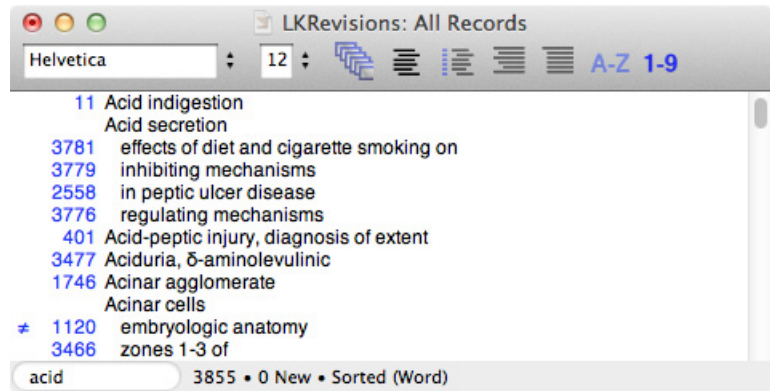 LKRevisions: All Records
Helvetica 12 A-Z 1-9
11 Acid indigestion
Acid secretion
3781 effects of diet and cigarette smoking on
3779 inhibiting mechanisms
2558 in peptic ulcer disease
3776 regulating mechanisms
401 Acid-peptic injury, diagnosis of extent
3477 Aciduria, δ-aminolevulinic
1746 Acinar agglomerate
Acinar cells
≠ 1120 embryologic anatomy
3466 zones 1-3 of
acid 3855 • 0 New • Sorted (Word)